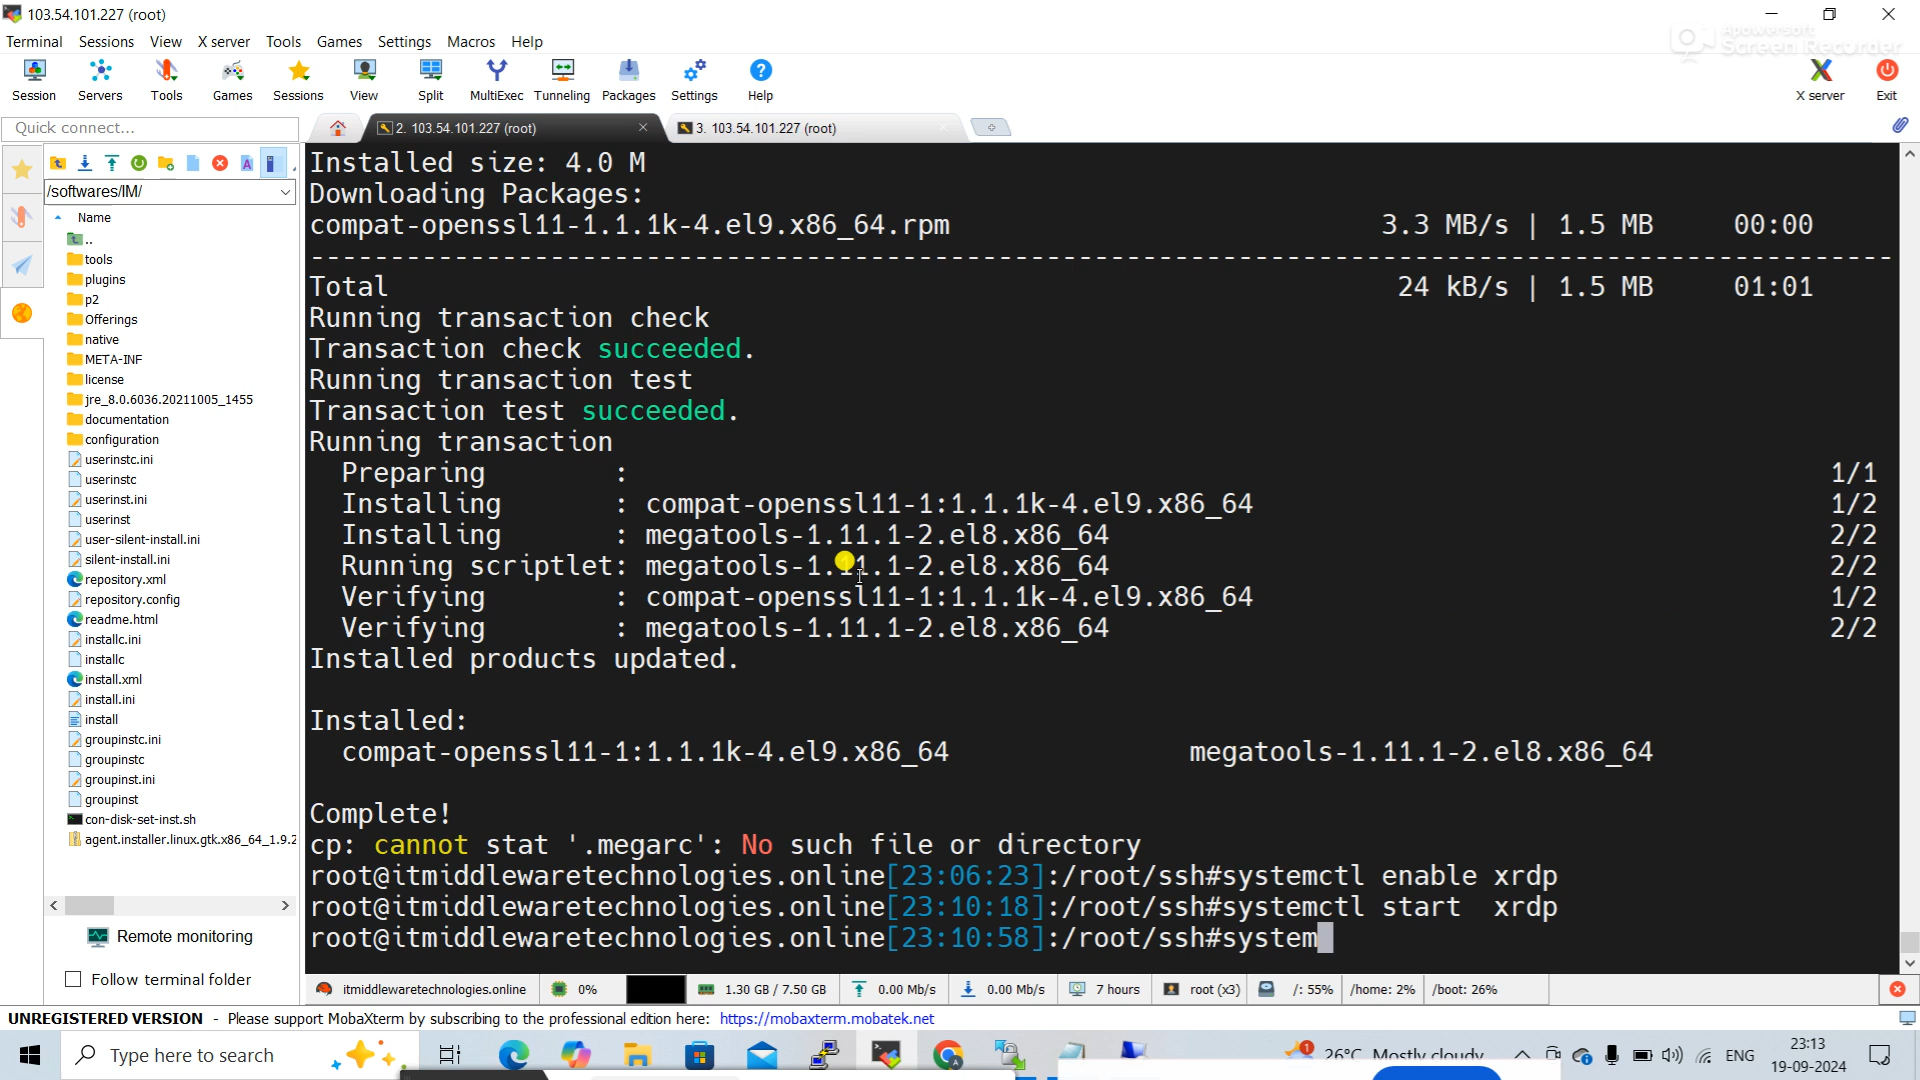 103.54.101.227 (root)
Apowersoft
Screen Recorder
Terminal Sessions View X server Tools Games Settings Macros Help
Session Servers Tools Games Sessions View Split MultiExec Tunneling Packages Settings Help X server Exit
Quick connect...
2. 103.54.101.227 (root)
3. 103.54.101.227 (root)
/softwares/IM/
Name
..
tools
plugins
p2
Offerings
native
META-INF
license
jre_8.0.6036.20211005_1455
documentation
configuration
userinstc.ini
userinstc
userinst.ini
userinst
user-silent-install.ini
silent-install.ini
repository.xml
repository.config
readme.html
installc.ini
installc
install.xml
install.ini
install
groupinstc.ini
groupinstc
groupinst.ini
groupinst
con-disk-set-inst.sh
agent.installer.linux.gtk.x86_64_1.9.2
Remote monitoring
Follow terminal folder
Installed size: 4.0 M
Downloading Packages:
compat-openssl11-1.1.1k-4.el9.x86_64.rpm 3.3 MB/s | 1.5 MB 00:00
--------------------------------------------------------------------------------
Total 24 kB/s | 1.5 MB 01:01
Running transaction check
Transaction check succeeded.
Running transaction test
Transaction test succeeded.
Running transaction
Preparing : 1/1
Installing : compat-openssl11-1:1.1.1k-4.el9.x86_64 1/2
Installing : megatools-1.11.1-2.el8.x86_64 2/2
Running scriptlet: megatools-1.11.1-2.el8.x86_64 2/2
Verifying : compat-openssl11-1:1.1.1k-4.el9.x86_64 1/2
Verifying : megatools-1.11.1-2.el8.x86_64 2/2
Installed products updated.
Installed:
compat-openssl11-1:1.1.1k-4.el9.x86_64 megatools-1.11.1-2.el8.x86_64
Complete!
cp: cannot stat '.megarc': No such file or directory
root@itmiddlewaretechnologies.online[23:06:23]:/root/ssh#systemctl enable xrdp
root@itmiddlewaretechnologies.online[23:10:18]:/root/ssh#systemctl start  xrdp
root@itmiddlewaretechnologies.online[23:10:58]:/root/ssh#system
itmiddlewaretechnologies.online 0% 1.30 GB / 7.50 GB 0.00 Mb/s 0.00 Mb/s 7 hours root (x3) /: 55% /home: 2% /boot: 26%
UNREGISTERED VERSION - Please support MobaXterm by subscribing to the professional edition here: https://mobaxterm.mobatek.net
Type here to search
1
26°C Mostly cloudy
ENG
23:13
19-09-2024